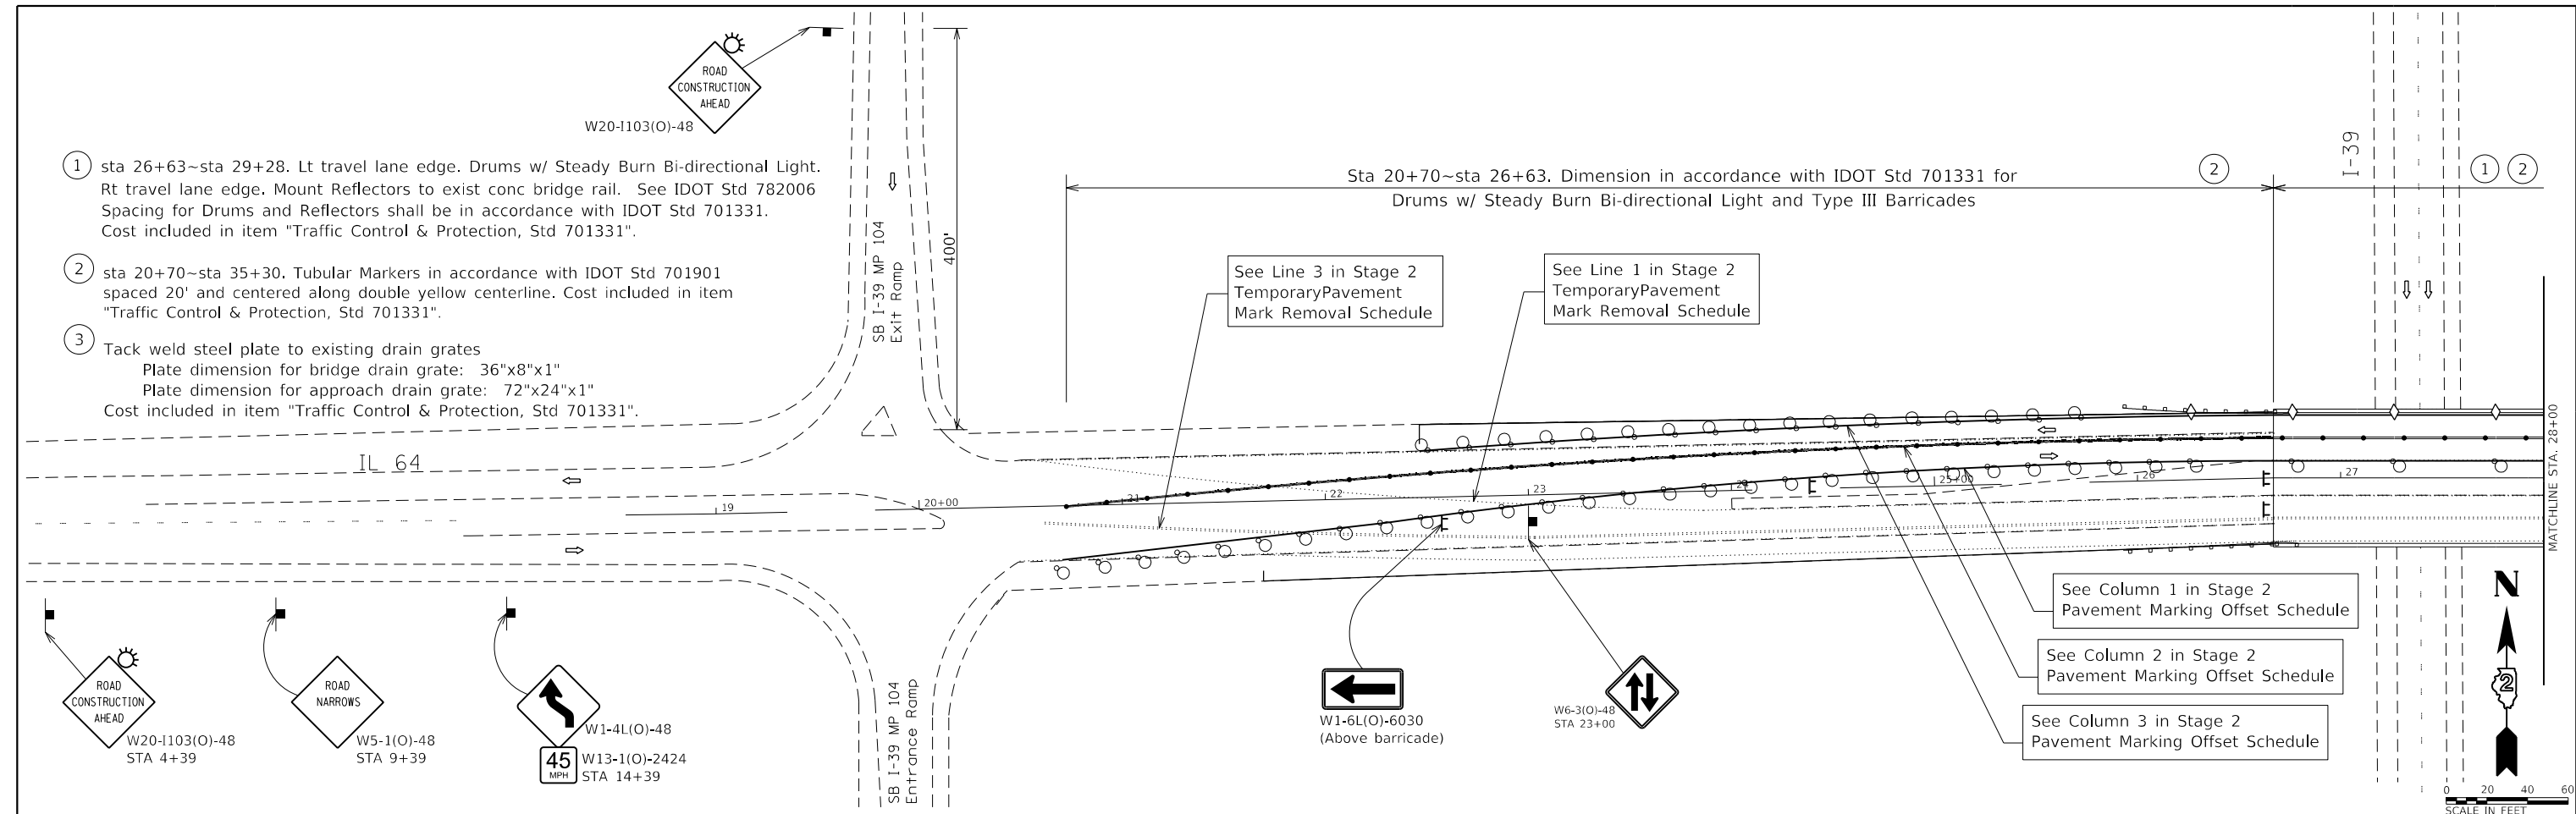 ROAD
CONSTRUCTION
AHEAD
W20-I103(O)-48
1 sta 26+63~sta 29+28. Lt travel lane edge. Drums w/ Steady Burn Bi-directional Light.
Rt travel lane edge. Mount Reflectors to exist conc bridge rail. See IDOT Std 782006
Spacing for Drums and Reflectors shall be in accordance with IDOT Std 701331.
Cost included in item "Traffic Control & Protection, Std 701331".
2 sta 20+70~sta 35+30. Tubular Markers in accordance with IDOT Std 701901
spaced 20' and centered along double yellow centerline. Cost included in item
"Traffic Control & Protection, Std 701331".
3 Tack weld steel plate to existing drain grates
Plate dimension for bridge drain grate: 36"x8"x1"
Plate dimension for approach drain grate: 72"x24"x1"
Cost included in item "Traffic Control & Protection, Std 701331".
SB I-39 MP 104
Exit Ramp
400'
Sta 20+70~sta 26+63. Dimension in accordance with IDOT Std 701331 for
Drums w/ Steady Burn Bi-directional Light and Type III Barricades
2
I-39
1 2
See Line 3 in Stage 2
TemporaryPavement
Mark Removal Schedule
See Line 1 in Stage 2
TemporaryPavement
Mark Removal Schedule
IL 64
19
20+00
21
22
23
24
25+00
26
27
MATCHLINE STA. 28+00
ROAD
CONSTRUCTION
AHEAD
W20-I103(O)-48
STA 4+39
ROAD
NARROWS
W5-1(O)-48
STA 9+39
W1-4L(O)-48
45
MPH
W13-1(O)-2424
STA 14+39
SB I-39 MP 104
Entrance Ramp
W1-6L(O)-6030
(Above barricade)
W6-3(O)-48
STA 23+00
See Column 1 in Stage 2
Pavement Marking Offset Schedule
See Column 2 in Stage 2
Pavement Marking Offset Schedule
See Column 3 in Stage 2
Pavement Marking Offset Schedule
N
2
0 20 40 60
SCALE IN FEET